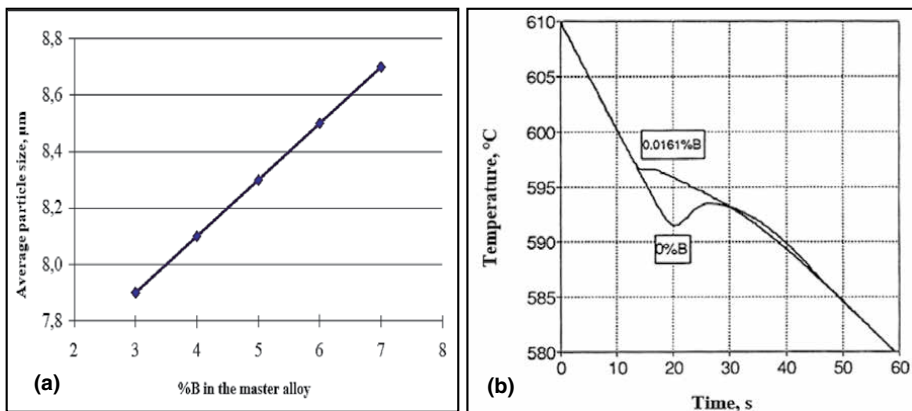 8,8
8,6
8,4
8,2
8,0
7,8
Average particle size, μm
2 3 4 5 6 7 8
(a)
%B in the master alloy
610
605
600
595
590
585
580
Temperature, °C
0.0161%B
0%B
0 10 20 30 40 50 60
(b)
Time, s